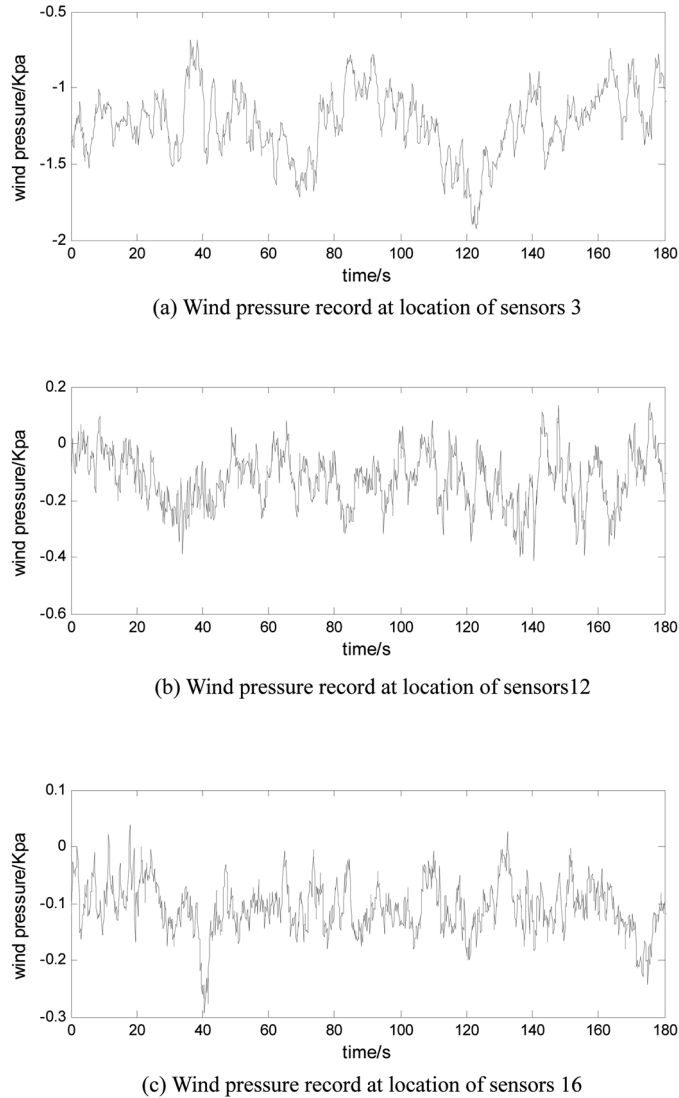 -0.5
-1
-1.5
-2
wind pressure/Kpa
0 20 40 60 80 100 120 140 160 180
time/s
(a) Wind pressure record at location of sensors 3
0.2
0
-0.2
-0.4
-0.6
wind pressure/Kpa
0 20 40 60 80 100 120 140 160 180
time/s
(b) Wind pressure record at location of sensors12
0.1
0
-0.1
-0.2
-0.3
wind pressure/Kpa
0 20 40 60 80 100 120 140 160 180
time/s
(c) Wind pressure record at location of sensors 16